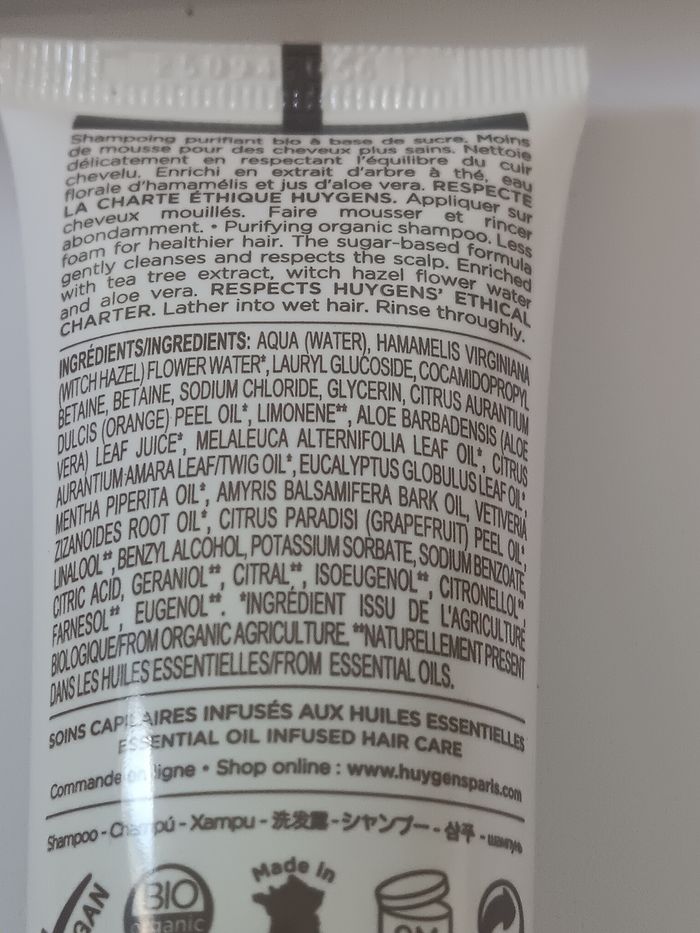 Shampoing purifiant bio à base de sucre. Moins
de mousse pour des cheveux plus sains. Nettoie
délicatement en respectant l'équilibre du cuir
chevelu. Enrichi en extrait d'arbre à thé, eau
florale d'hamamélis et jus d'aloe vera. RESPECTE
LA CHARTE ÉTHIQUE HUYGENS. Appliquer sur
cheveux mouillés. Faire mousser et rincer
abondamment. • Purifying organic shampoo. Less
foam for healthier hair. The sugar-based formula
gently cleanses and respects the scalp. Enriched
with tea tree extract, witch hazel flower water
and aloe vera. RESPECTS HUYGENS' ETHICAL
CHARTER. Lather into wet hair. Rinse throughly.
INGRÉDIENTS/INGREDIENTS: AQUA (WATER), HAMAMELIS VIRGINIANA
(WITCH HAZEL) FLOWER WATER*, LAURYL GLUCOSIDE, COCAMIDOPROPYL
BETAINE, BETAINE, SODIUM CHLORIDE, GLYCERIN, CITRUS AURANTIUM
DULCIS (ORANGE) PEEL OIL*, LIMONENE**, ALOE BARBADENSIS (ALOE
VERA) LEAF JUICE*, MELALEUCA ALTERNIFOLIA LEAF OIL*, CITRUS
AURANTIUM AMARA LEAF/TWIG OIL*, EUCALYPTUS GLOBULUS LEAF OIL*,
MENTHA PIPERITA OIL*, AMYRIS BALSAMIFERA BARK OIL, VETIVERIA
ZIZANOIDES ROOT OIL*, CITRUS PARADISI (GRAPEFRUIT) PEEL OIL*,
LINALOOL**, BENZYL ALCOHOL, POTASSIUM SORBATE, SODIUM BENZOATE,
CITRIC ACID, GERANIOL**, CITRAL**, ISOEUGENOL**, CITRONELLOL**,
FARNESOL**, EUGENOL**. *INGRÉDIENT ISSU DE L'AGRICULTURE
BIOLOGIQUE/FROM ORGANIC AGRICULTURE. **NATURELLEMENT PRESENT
DANS LES HUILES ESSENTIELLES/FROM ESSENTIAL OILS.
SOINS CAPILAIRES INFUSÉS AUX HUILES ESSENTIELLES
ESSENTIAL OIL INFUSED HAIR CARE
Commande en ligne • Shop online : www.huygensparis.com
Shampoo - Champú - Xampu - 洗发露 - シャンプー - 샴푸 -
Made in
BIO
organic